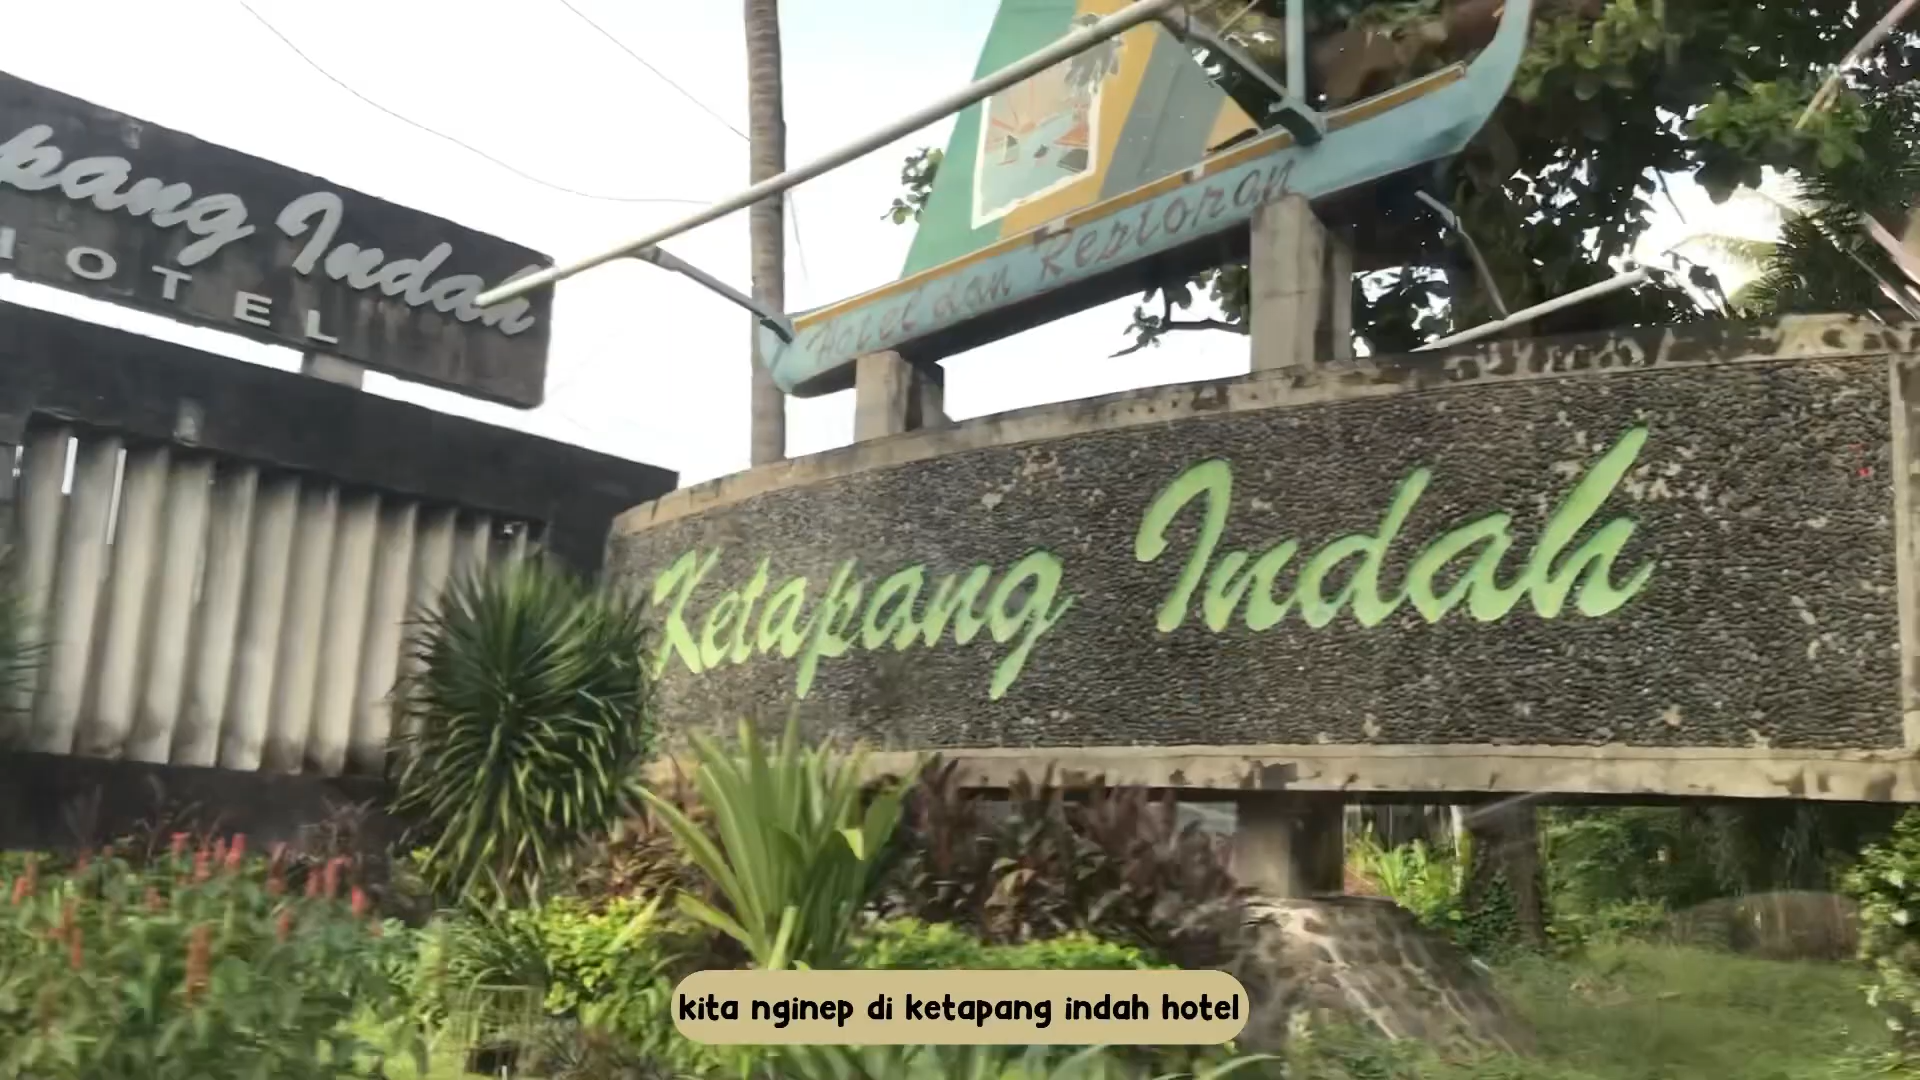 pang Indah
HOTEL
Hotel dan Restoran
Ketapang Indah
kita nginep di ketapang indah hotel